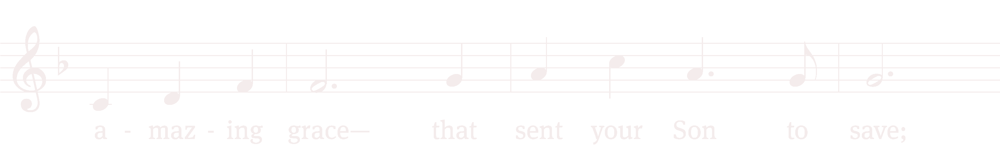 a - maz - ing grace— that sent your Son to save;